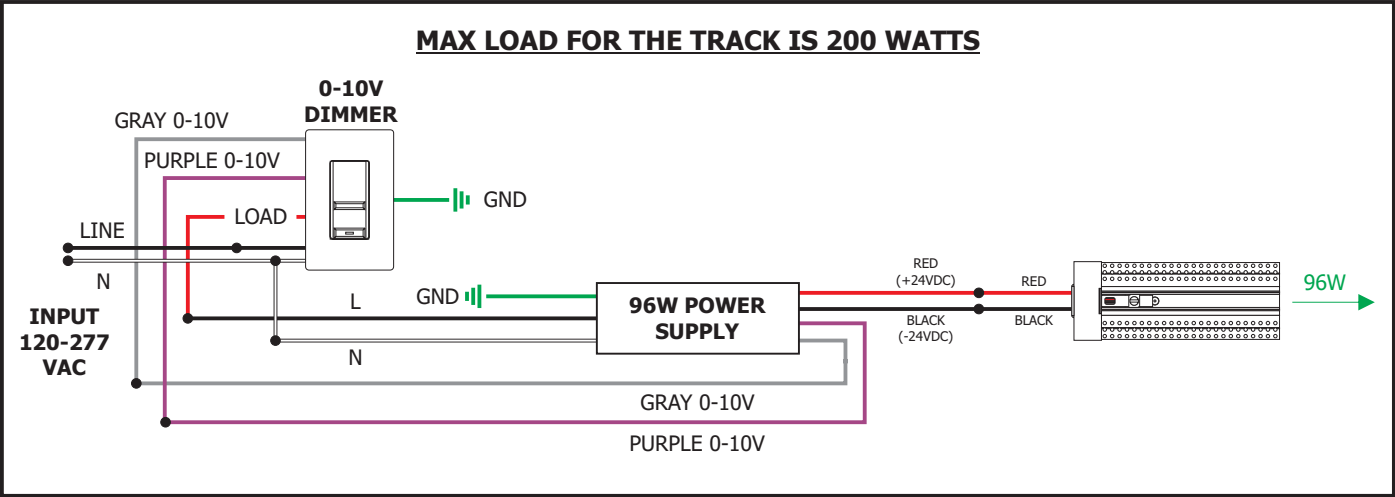 MAX LOAD FOR THE TRACK IS 200 WATTS
0-10V
DIMMER
GRAY 0-10V
PURPLE 0-10V
GND
LOAD
LINE
N
INPUT
120-277
VAC
L
N
GND
96W POWER
SUPPLY
RED
(+24VDC)
RED
BLACK
(-24VDC)
BLACK
96W
GRAY 0-10V
PURPLE 0-10V